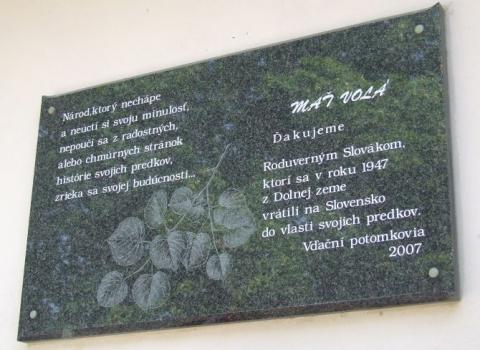 Národ, ktorý nechápe
a neuctí si svoju minulosť,
nepoučí sa z radostných,
alebo chmúrnych stránok
histórie svojich predkov,
zrieka sa svojej budúcnosti...
MAŤ VOLÁ
Ďakujeme
Roduverným Slovákom,
ktorí sa v roku 1947
z Dolnej zeme
vrátili na Slovensko
do vlasti svojich predkov.
Vďační potomkovia
2007